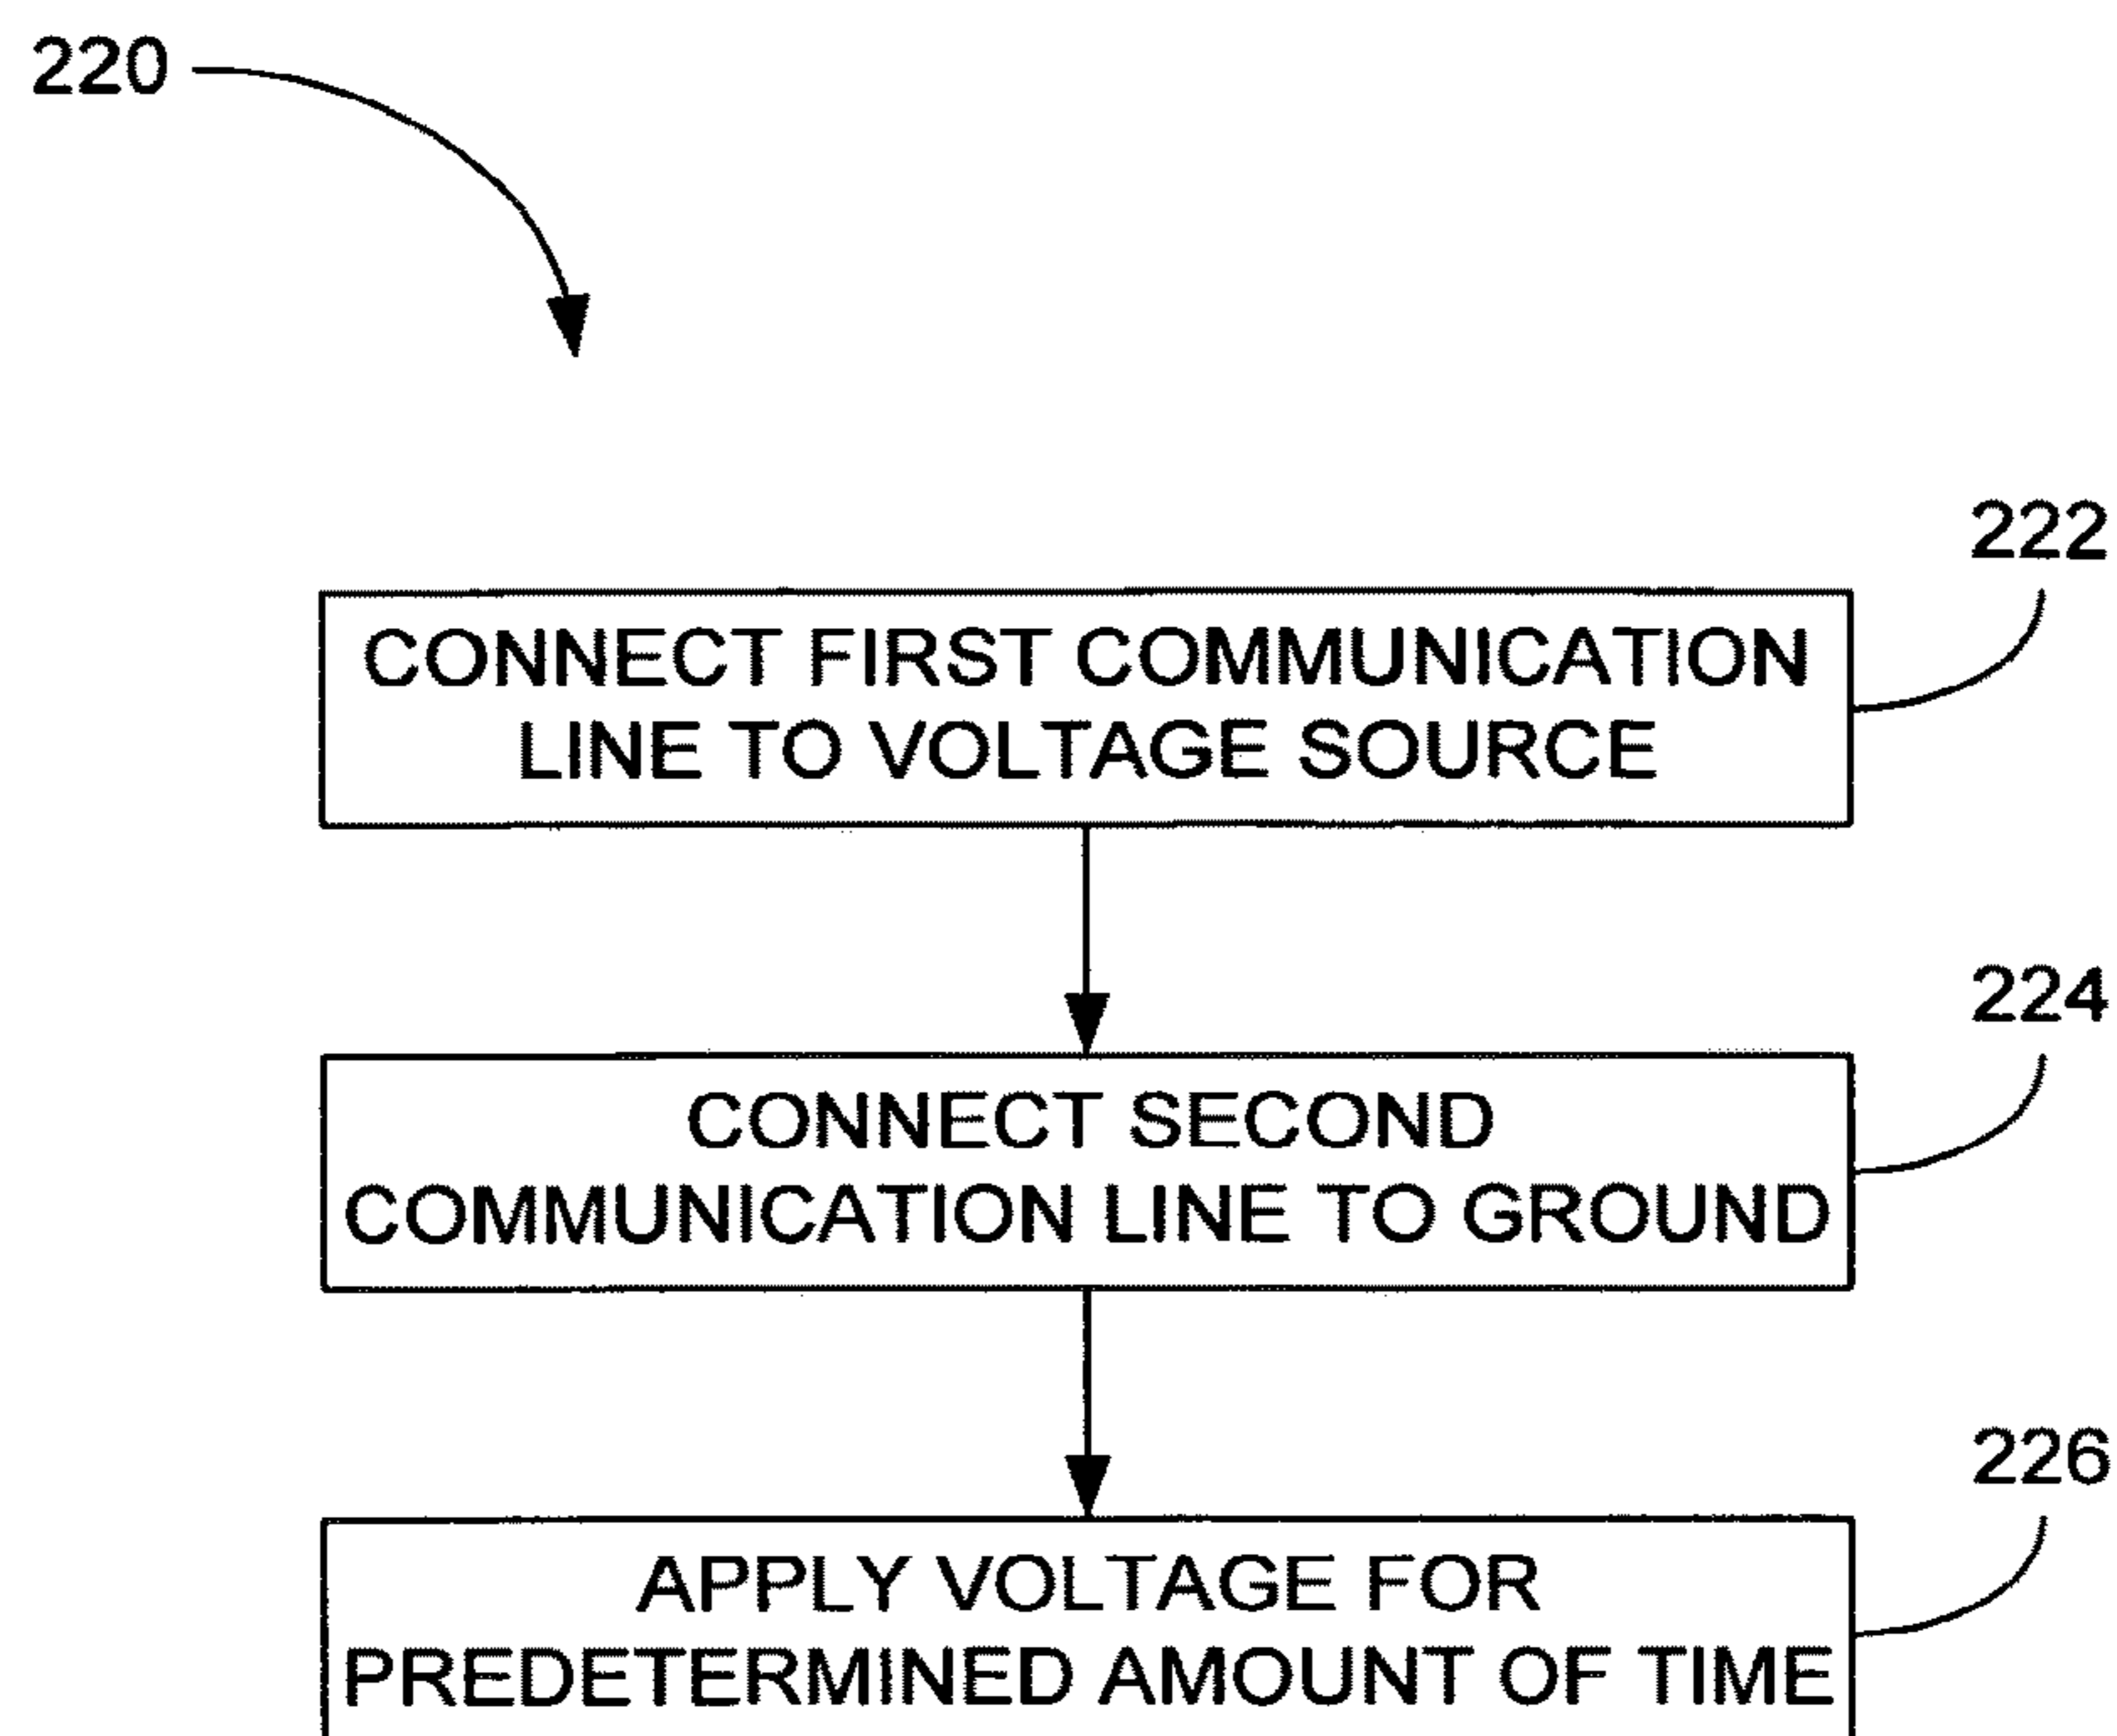 220
222
CONNECT FIRST COMMUNICATION
LINE TO VOLTAGE SOURCE
224
CONNECT SECOND
COMMUNICATION LINE TO GROUND
226
APPLY VOLTAGE FOR
PREDETERMINED AMOUNT OF TIME